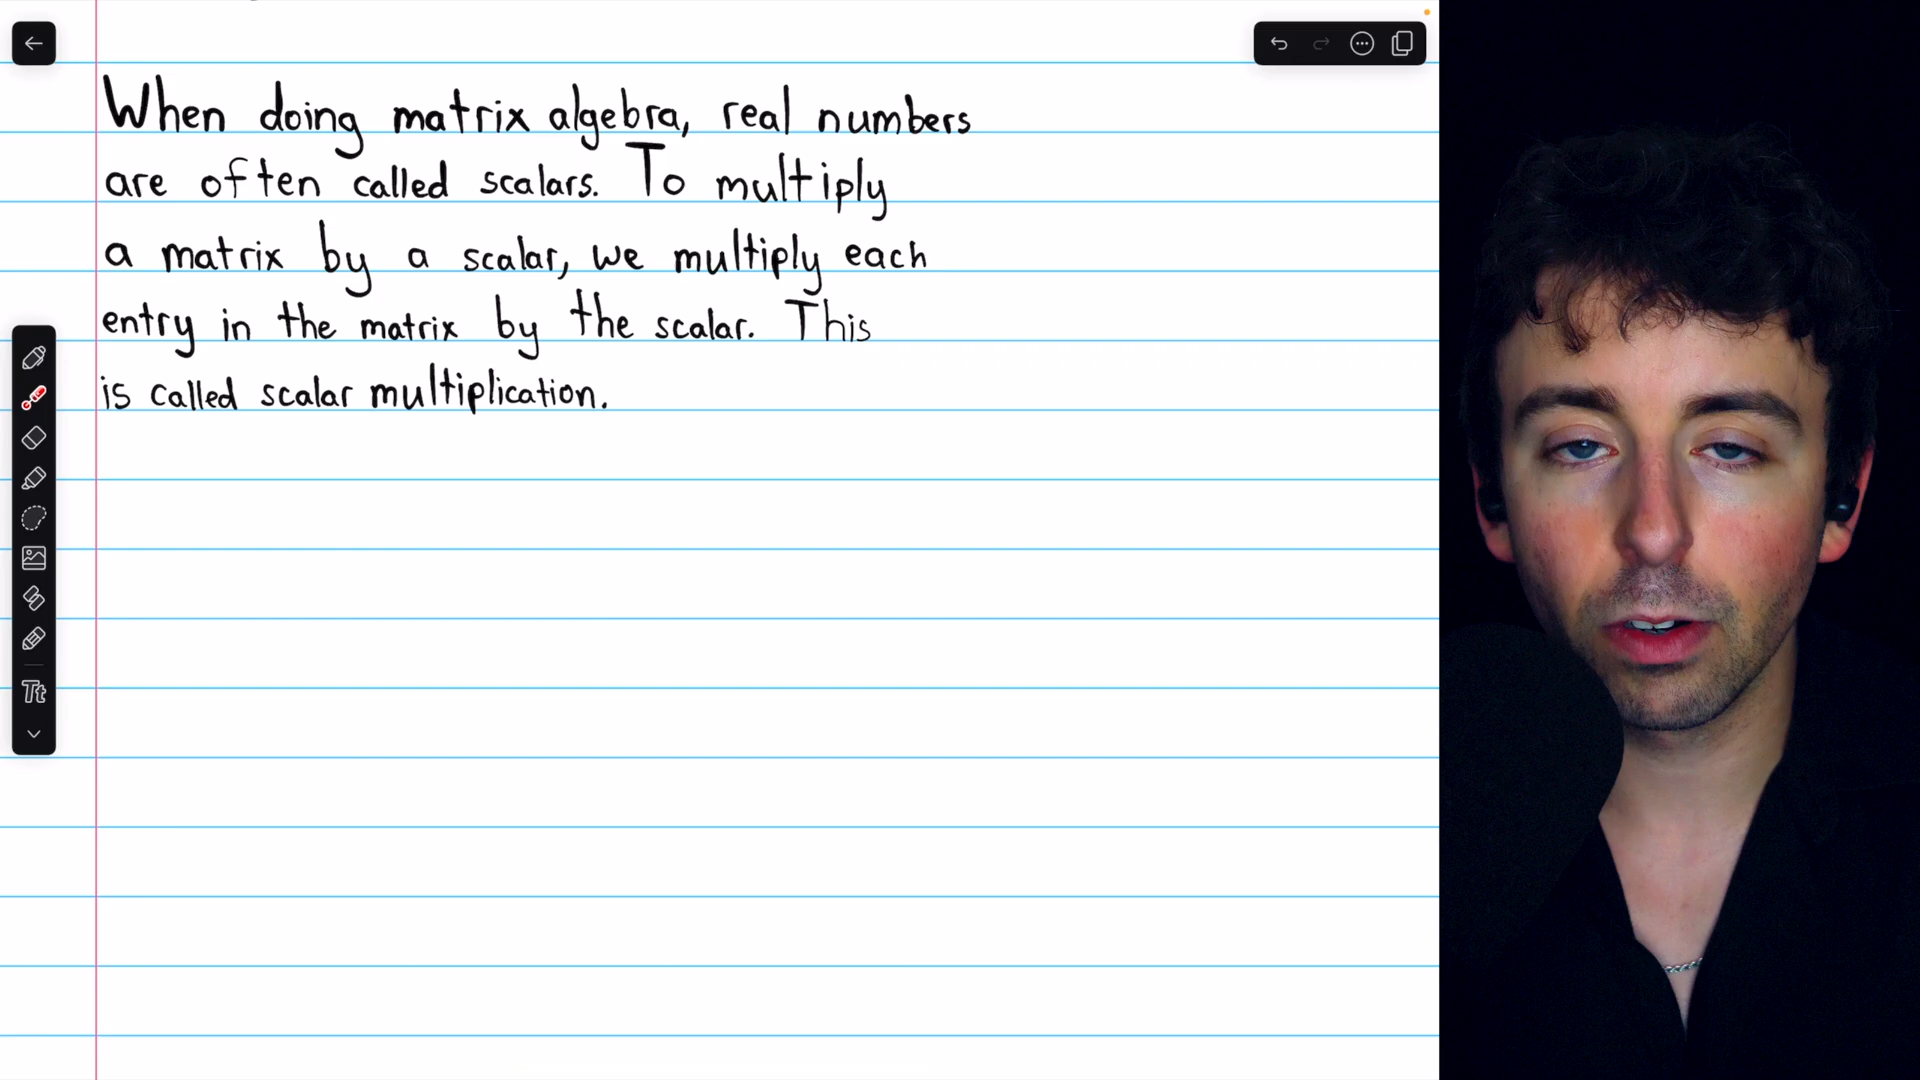 When doing matrix algebra, real numbers
are often called scalars. To multiply
a matrix by a scalar, we multiply each
entry in the matrix by the scalar. This
is called scalar multiplication.
Tt